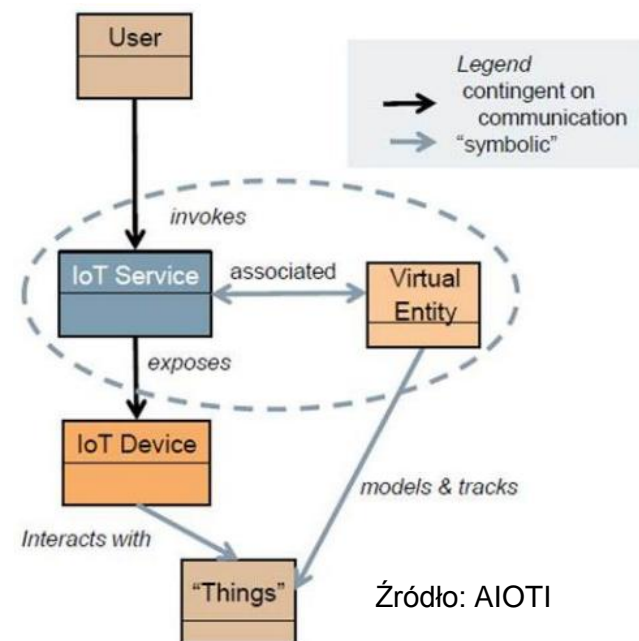 User
Legend
contingent on
communication
“symbolic”
invokes
IoT Service
associated
Virtual
Entity
exposes
IoT Device
models & tracks
Interacts with
“Things”
Źródło: AIOTI